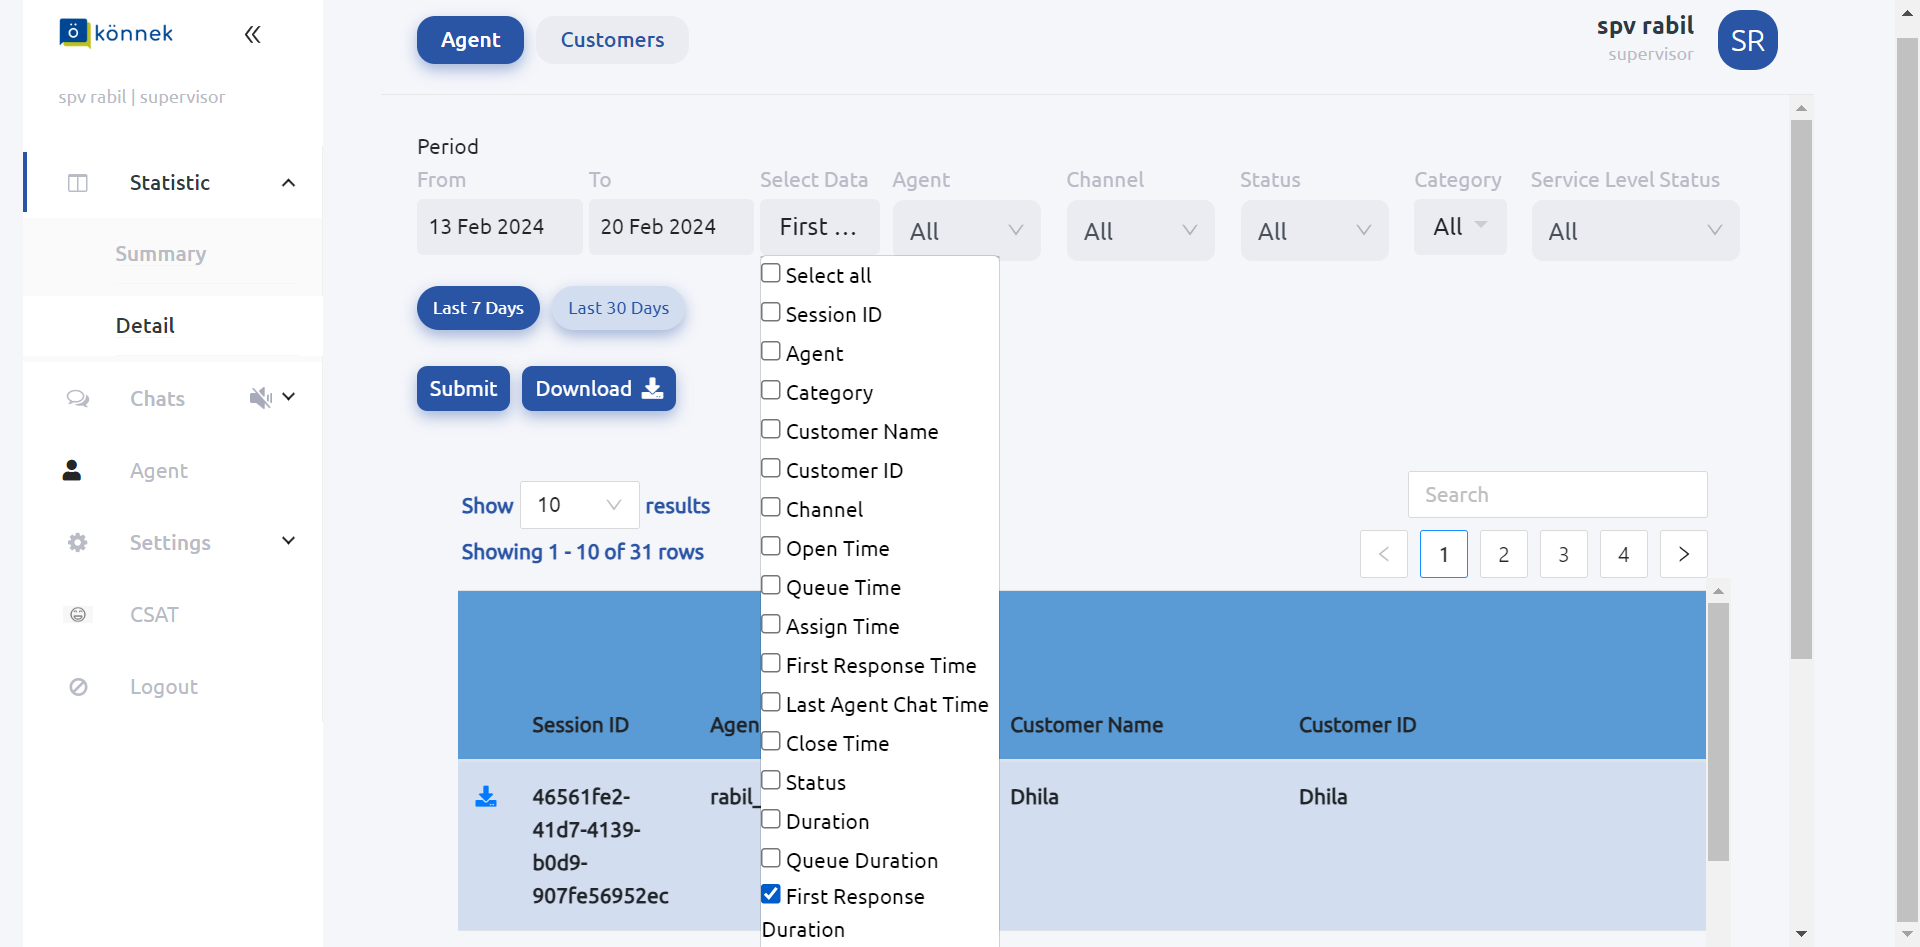 könnek
spv rabil | supervisor
Statistic
Summary
Detail
Chats
Agent
Settings
CSAT
Logout
Agent
Customers
spv rabil
supervisor
SR
Period
From
To
Select Data
Agent
Channel
Status
Category
Service Level Status
13 Feb 2024
20 Feb 2024
First ...
All
All
All
All
All
Last 7 Days
Last 30 Days
Submit
Download
Select all
Session ID
Agent
Category
Customer Name
Customer ID
Channel
Open Time
Queue Time
Assign Time
First Response Time
Last Agent Chat Time
Close Time
Status
Duration
Queue Duration
First Response
Duration
Show 10 results
Showing 1 - 10 of 31 rows
Search
< 1 2 3 4 >
Session ID
Agen
Customer Name
Customer ID
46561fe2-
41d7-4139-
b0d9-
907fe56952ec
rabil_
Dhila
Dhila